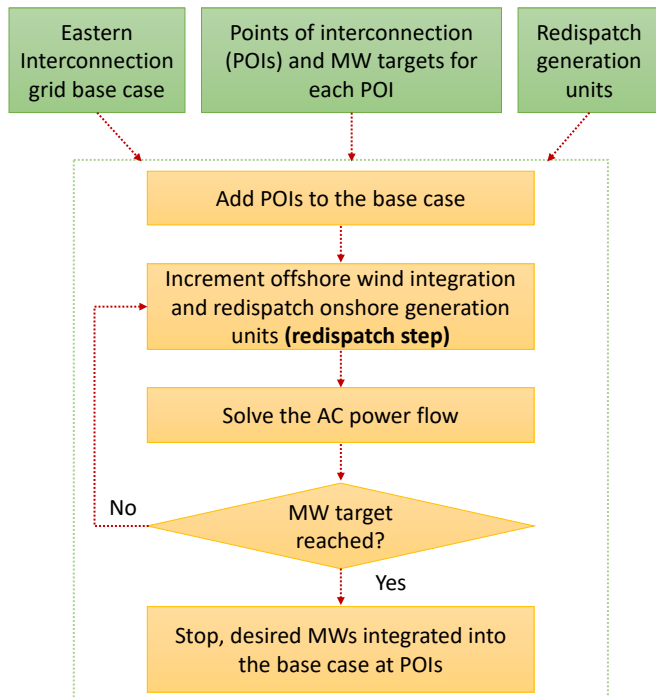 Eastern
Interconnection
grid base case
Points of interconnection
(POIs) and MW targets for
each POI
Redispatch
generation
units
Add POIs to the base case
Increment offshore wind integration
and redispatch onshore generation
units (redispatch step)
Solve the AC power flow
No
MW target
reached?
Yes
Stop, desired MWs integrated into
the base case at POIs